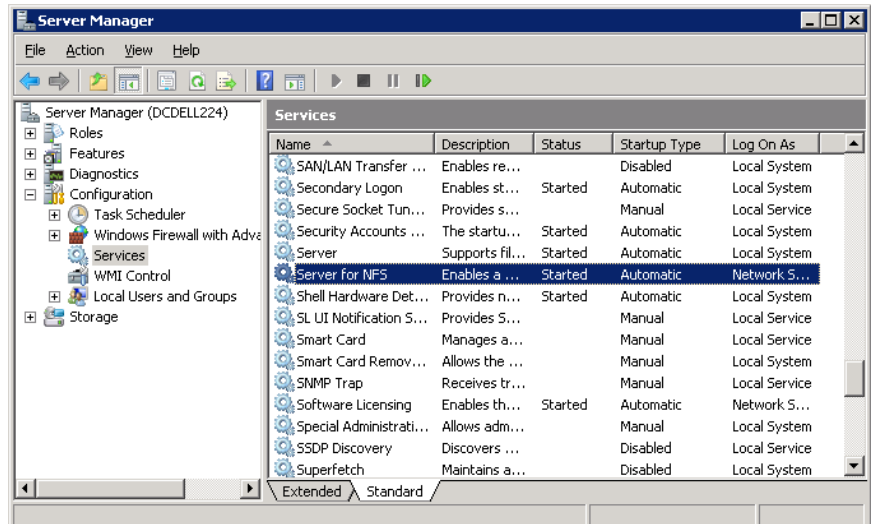 Server Manager
File Action View Help
Server Manager (DCDELL224)
Roles
Features
Diagnostics
Configuration
Task Scheduler
Windows Firewall with Adva
Services
WMI Control
Local Users and Groups
Storage
Services
Name Description Status Startup Type Log On As
SAN/LAN Transfer ... Enables re... Disabled Local System
Secondary Logon Enables st... Started Automatic Local System
Secure Socket Tun... Provides s... Manual Local Service
Security Accounts ... The startu... Started Automatic Local System
Server Supports fil... Started Automatic Local System
Server for NFS Enables a ... Started Automatic Network S...
Shell Hardware Det... Provides n... Started Automatic Local System
SL UI Notification S... Provides S... Manual Local Service
Smart Card Manages a... Manual Local Service
Smart Card Remov... Allows the ... Manual Local System
SNMP Trap Receives tr... Manual Local Service
Software Licensing Enables th... Started Automatic Network S...
Special Administrati... Allows adm... Manual Local System
SSDP Discovery Discovers ... Disabled Local Service
Superfetch Maintains a... Disabled Local System
Extended Standard